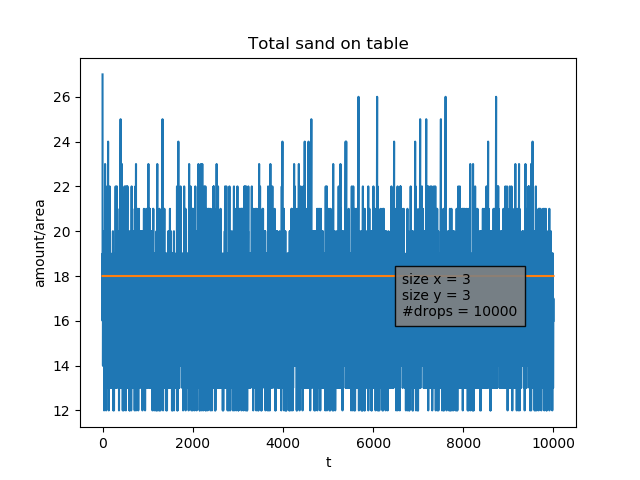 Total sand on table
amount/area
26
24
22
20
18
16
14
12
size x = 3
size y = 3
#drops = 10000
0
2000
4000
6000
8000
10000
t